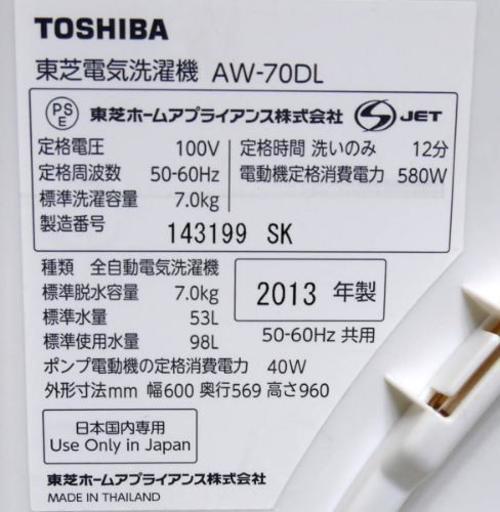 TOSHIBA
東芝電気洗濯機 AW-70DL
PS E 東芝ホームアプライアンス株式会社 S JET
定格電圧 100V
定格周波数 50-60Hz
標準洗濯容量 7.0kg
製造番号 143199 SK
定格時間 洗いのみ 12分
電動機定格消費電力 580W
種類 全自動電気洗濯機
標準脱水容量 7.0kg
標準水量 53L
標準使用水量 98L
2013 年製
50-60Hz 共用
ポンプ電動機の定格消費電力 40W
外形寸法mm 幅600 奥行569 高さ960
日本国内専用
Use Only in Japan
東芝ホームアプライアンス株式会社
MADE IN THAILAND